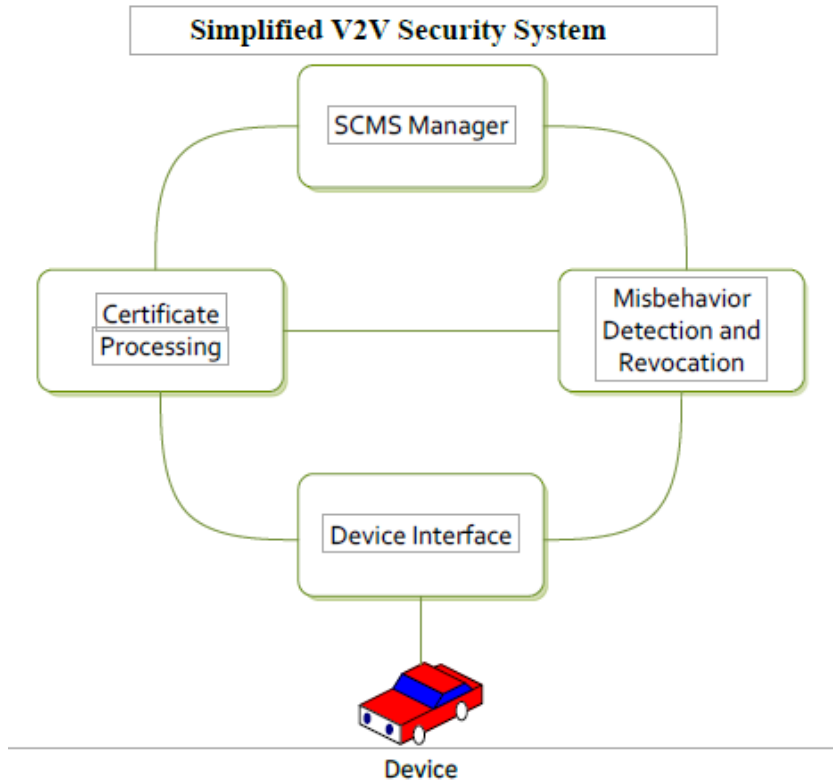 Simplified V2V Security System
SCMS Manager
Certificate
Processing
Misbehavior
Detection and
Revocation
Device Interface
Device